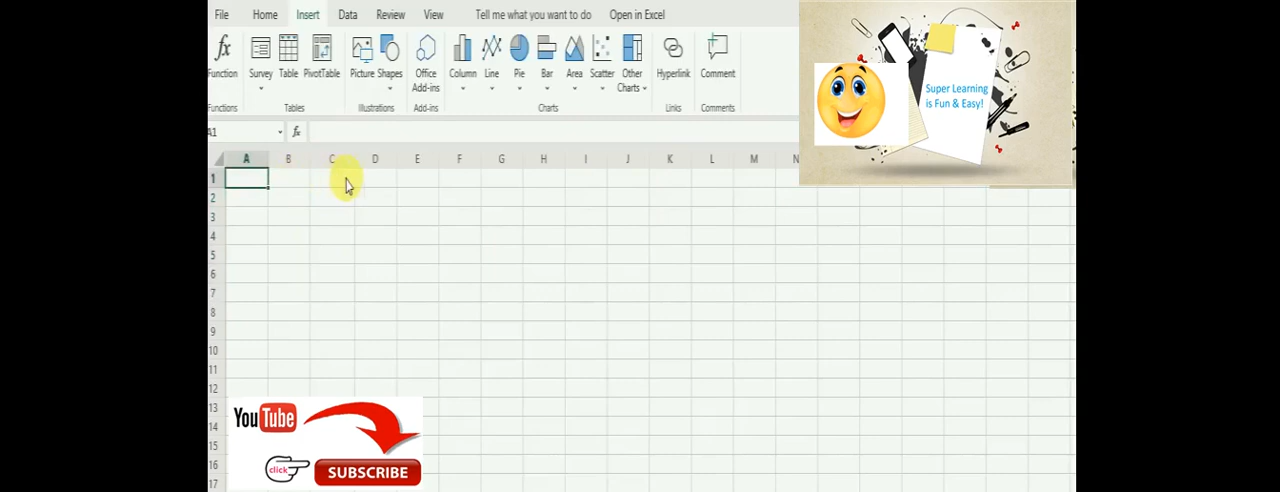 File Home Insert Data Review View Tell me what you want to do Open in Excel
Function Survey Table PivotTable Picture Shapes Office Add-ins Column Line Pie Bar Area Scatter Other Charts Hyperlink Comment
Functions Tables Illustrations Add-ins Charts Links Comments
Super Learning
is Fun & Easy!
A1 fx
A B C D E F G H I J K L M N
1
2
3
4
5
6
7
8
9
10
11
12
13
14
15
16
17
YouTube
click SUBSCRIBE